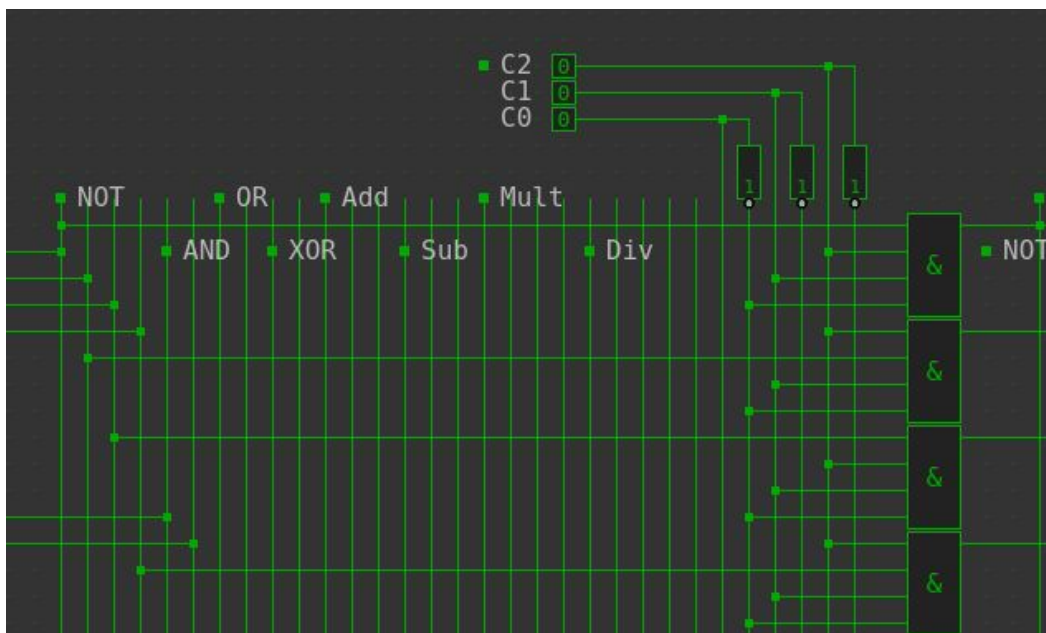 C2 0
C1 0
C0 0
1 1 1
NOT OR Add Mult
AND XOR Sub Div NOT
&
&
&
&